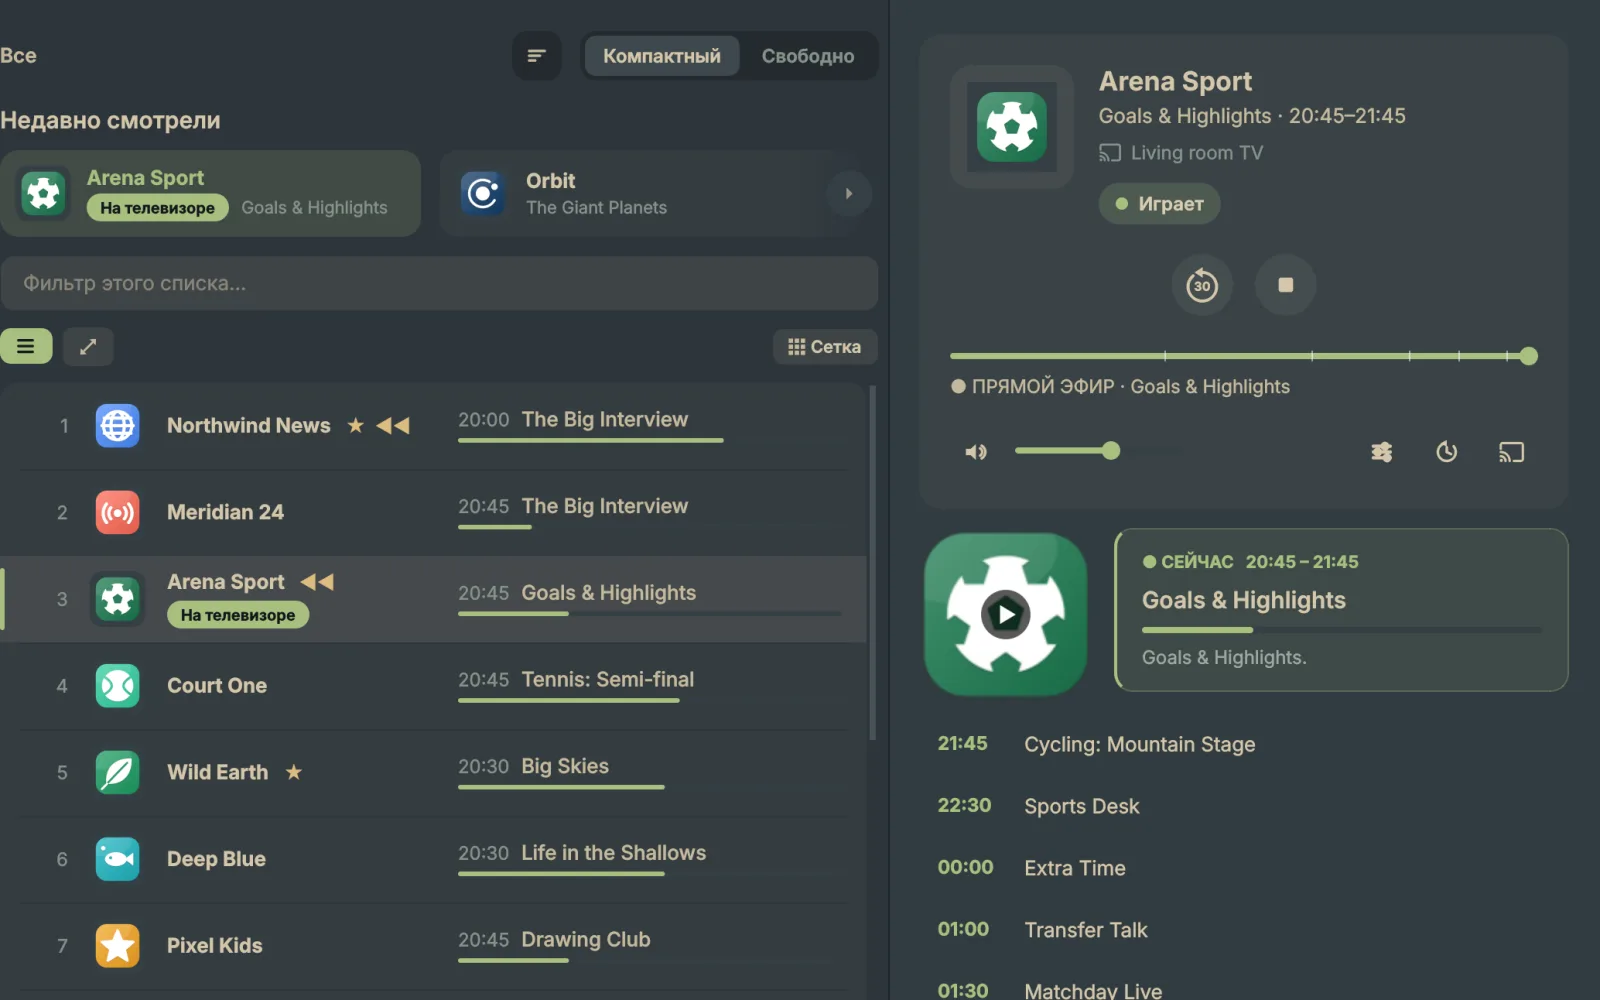 Все
Компактный
Свободно
Недавно смотрели
Arena Sport
На телевизоре Goals & Highlights
Orbit
The Giant Planets
Фильтр этого списка...
Сетка
1 Northwind News 20:00 The Big Interview
2 Meridian 24 20:45 The Big Interview
3 Arena Sport 20:45 Goals & Highlights
На телевизоре
4 Court One 20:45 Tennis: Semi-final
5 Wild Earth 20:30 Big Skies
6 Deep Blue 20:30 Life in the Shallows
7 Pixel Kids 20:45 Drawing Club
Arena Sport
Goals & Highlights · 20:45–21:45
Living room TV
Играет
30
ПРЯМОЙ ЭФИР · Goals & Highlights
СЕЙЧАС 20:45 – 21:45
Goals & Highlights
Goals & Highlights.
21:45 Cycling: Mountain Stage
22:30 Sports Desk
00:00 Extra Time
01:00 Transfer Talk
01:30 Matchday Live